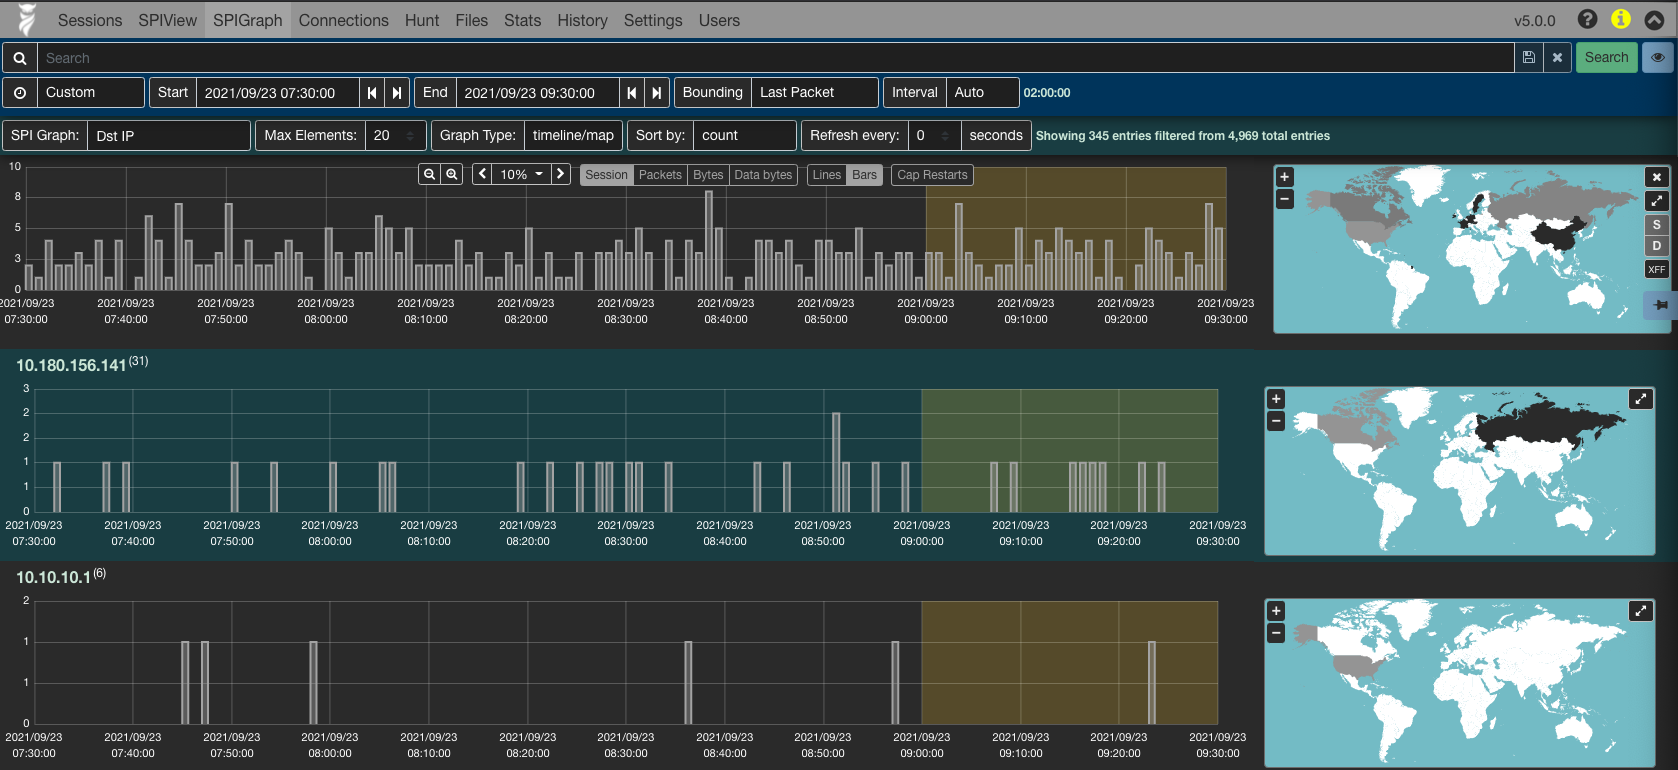 Sessions SPIView SPIGraph Connections Hunt Files Stats History Settings Users v5.0.0
Search Search
Custom Start 2021/09/23 07:30:00 End 2021/09/23 09:30:00 Bounding Last Packet Interval Auto 02:00:00
SPI Graph: Dst IP Max Elements: 20 Graph Type: timeline/map Sort by: count Refresh every: 0 seconds Showing 345 entries filtered from 4,969 total entries
10% Session Packets Bytes Data bytes Lines Bars Cap Restarts
10
8
5
3
0
2021/09/23 2021/09/23 2021/09/23 2021/09/23 2021/09/23 2021/09/23 2021/09/23 2021/09/23 2021/09/23 2021/09/23 2021/09/23 2021/09/23 2021/09/23
07:30:00 07:40:00 07:50:00 08:00:00 08:10:00 08:20:00 08:30:00 08:40:00 08:50:00 09:00:00 09:10:00 09:20:00 09:30:00
+
−
S
D
XFF
10.180.156.141 (31)
3
2
2
1
1
0
2021/09/23 2021/09/23 2021/09/23 2021/09/23 2021/09/23 2021/09/23 2021/09/23 2021/09/23 2021/09/23 2021/09/23 2021/09/23 2021/09/23 2021/09/23
07:30:00 07:40:00 07:50:00 08:00:00 08:10:00 08:20:00 08:30:00 08:40:00 08:50:00 09:00:00 09:10:00 09:20:00 09:30:00
+
−
10.10.10.1 (6)
2
1
1
0
2021/09/23 2021/09/23 2021/09/23 2021/09/23 2021/09/23 2021/09/23 2021/09/23 2021/09/23 2021/09/23 2021/09/23 2021/09/23 2021/09/23 2021/09/23
07:30:00 07:40:00 07:50:00 08:00:00 08:10:00 08:20:00 08:30:00 08:40:00 08:50:00 09:00:00 09:10:00 09:20:00 09:30:00
+
−